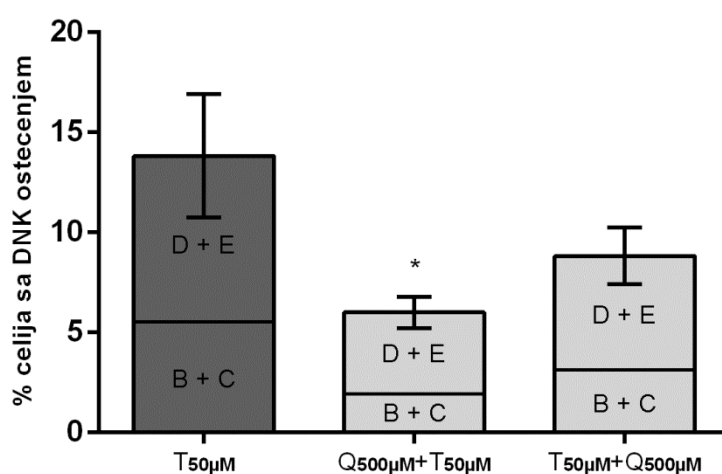 % celija sa DNK ostecenjem
20
15
10
5
0
D + E
B + C
*
D + E
B + C
D + E
B + C
T50µM
Q500µM+T50µM
T50µM+Q500µM